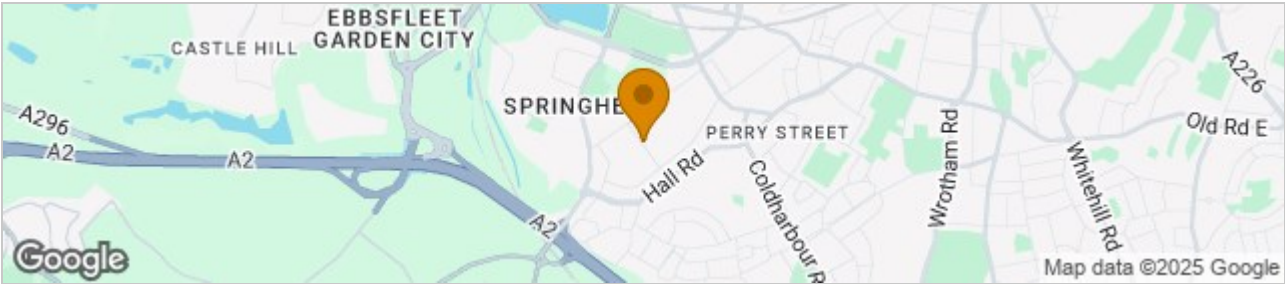 EBBSFLEET
GARDEN CITY
CASTLE HILL
A226
SPRINGHE
A296
A2
A2
PERRY STREET
Old Rd E
Hall Rd
Coldharbour R
Wrotham Rd
Whitehill Rd
A2
Google
Map data ©2025 Google